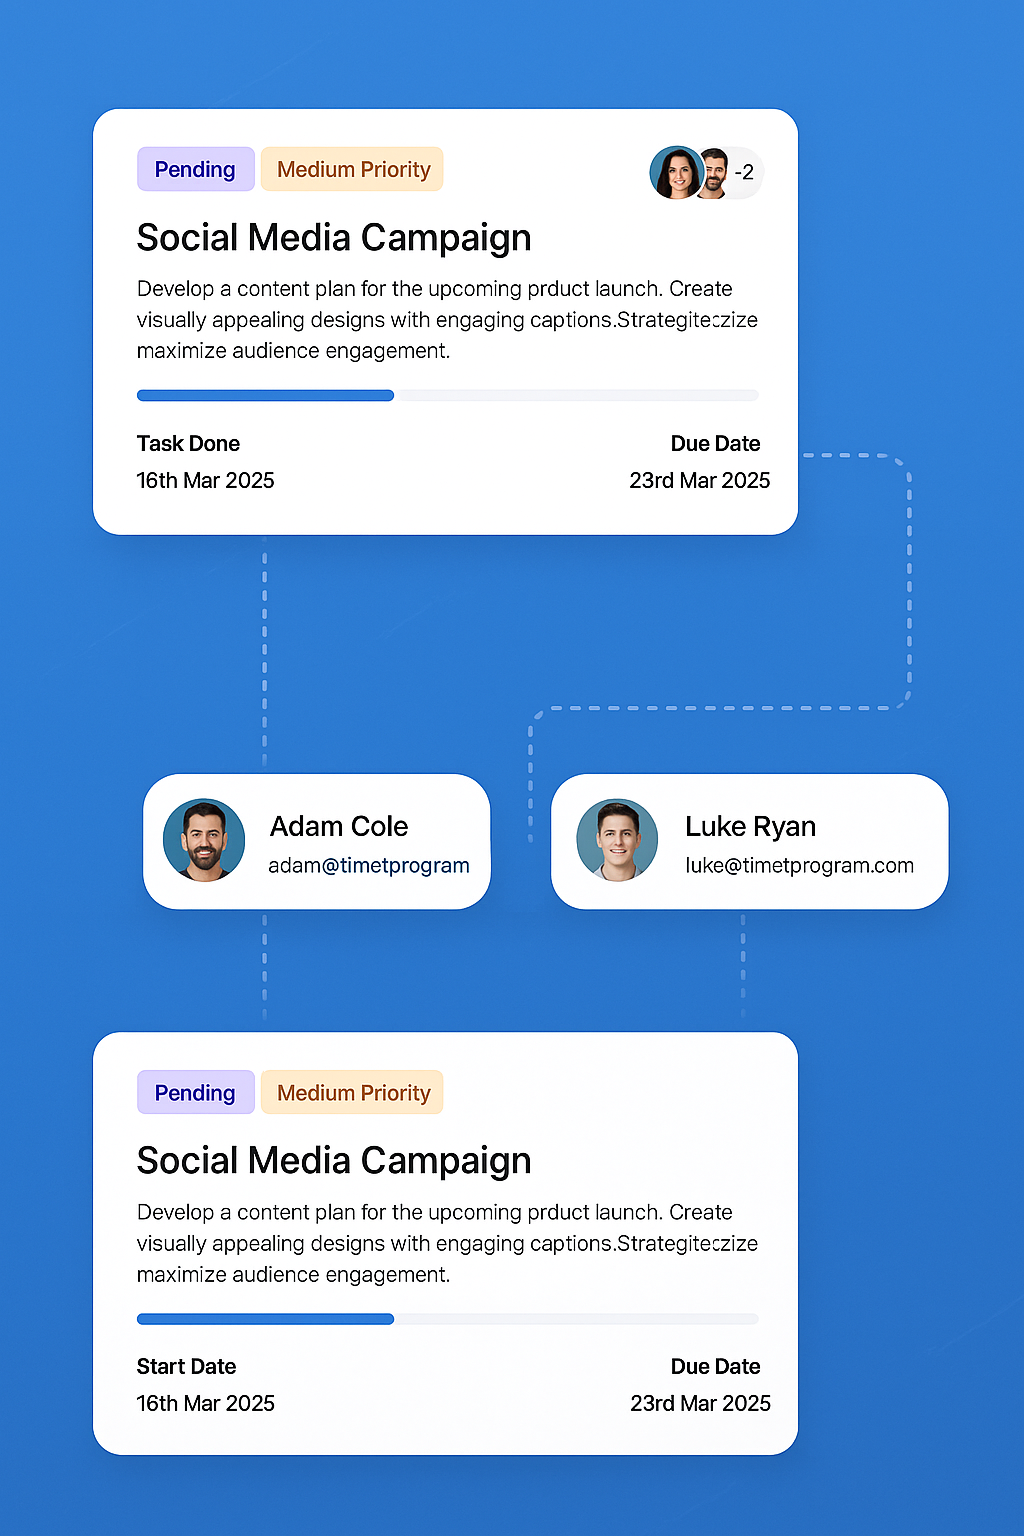 Pending Medium Priority -2
Social Media Campaign
Develop a content plan for the upcoming prduct launch. Create
visually appealing designs with engaging captions.Strategiteczize
maximize audience engagement.
Task Done Due Date
16th Mar 2025 23rd Mar 2025
Adam Cole
adam@timetprogram
Luke Ryan
luke@timetprogram.com
Pending Medium Priority
Social Media Campaign
Develop a content plan for the upcoming prduct launch. Create
visually appealing designs with engaging captions.Strategiteczize
maximize audience engagement.
Start Date Due Date
16th Mar 2025 23rd Mar 2025